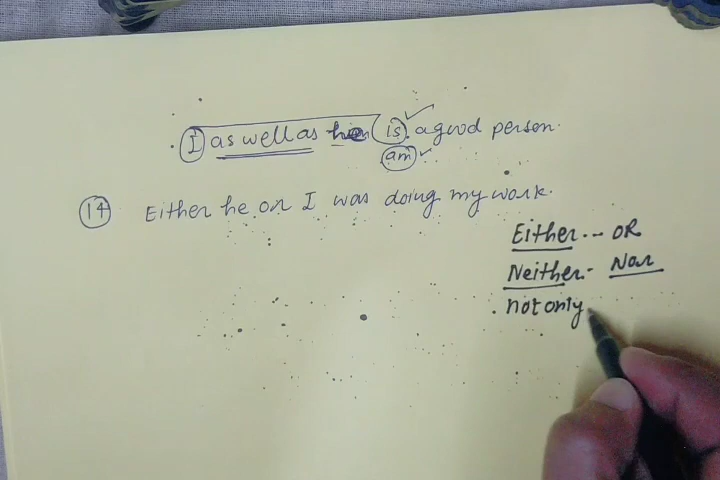 . I as well as he is a good person.
am
14 Either he or I was doing my work.
Either -- OR
Neither - Nor
. not only